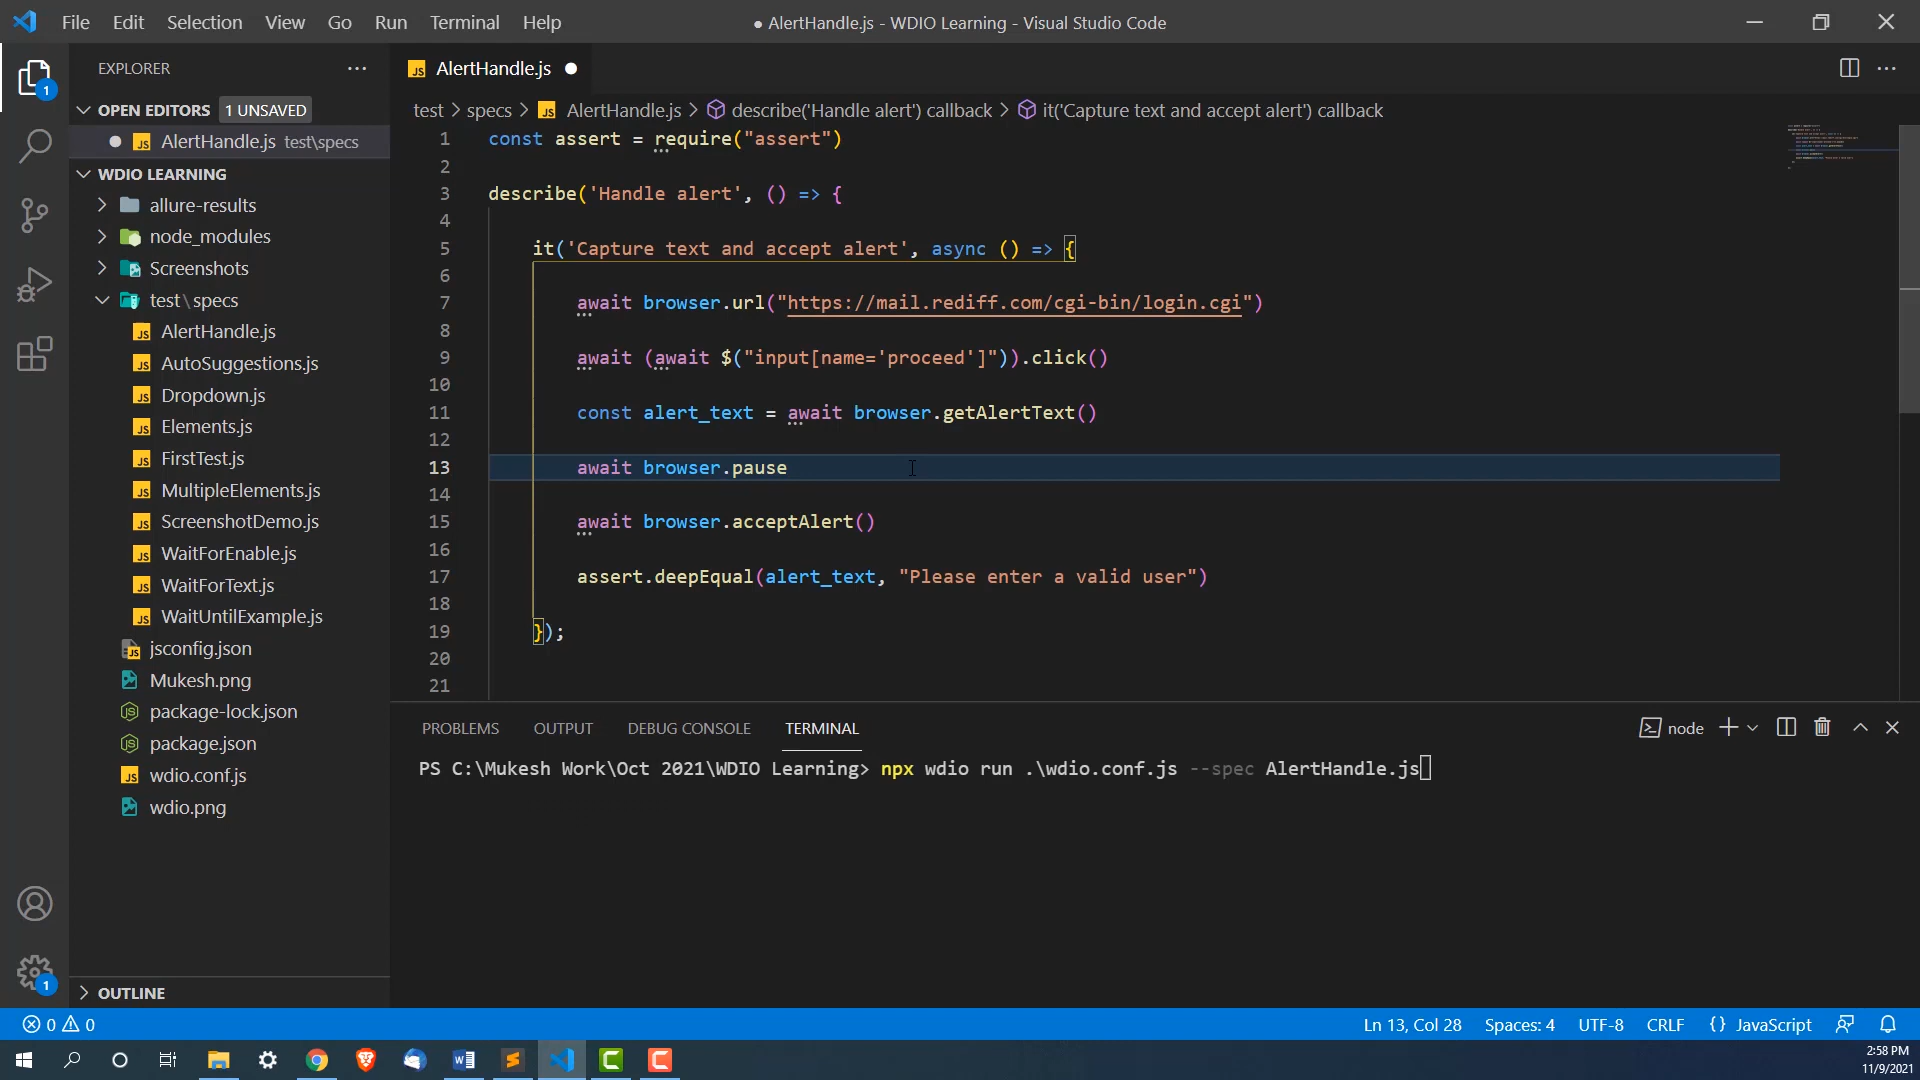 File Edit Selection View Go Run Terminal Help
● AlertHandle.js - WDIO Learning - Visual Studio Code
EXPLORER
OPEN EDITORS 1 UNSAVED
AlertHandle.js test\specs
WDIO LEARNING
allure-results
node_modules
Screenshots
test\specs
AlertHandle.js
AutoSuggestions.js
Dropdown.js
Elements.js
FirstTest.js
MultipleElements.js
ScreenshotDemo.js
WaitForEnable.js
WaitForText.js
WaitUntilExample.js
jsconfig.json
Mukesh.png
package-lock.json
package.json
wdio.conf.js
wdio.png
OUTLINE
1
1
AlertHandle.js
test > specs > AlertHandle.js > describe('Handle alert') callback > it('Capture text and accept alert') callback
1 const assert = require("assert")
2
3 describe('Handle alert', () => {
4
5 it('Capture text and accept alert', async () => {
6
7 await browser.url("https://mail.rediff.com/cgi-bin/login.cgi")
8
9 await (await $("input[name='proceed']")).click()
10
11 const alert_text = await browser.getAlertText()
12
13 await browser.pause
14
15 await browser.acceptAlert()
16
17 assert.deepEqual(alert_text, "Please enter a valid user")
18
19 });
20
21
PROBLEMS OUTPUT DEBUG CONSOLE TERMINAL
node
PS C:\Mukesh Work\Oct 2021\WDIO Learning> npx wdio run .\wdio.conf.js --spec AlertHandle.js
0 0
Ln 13, Col 28 Spaces: 4 UTF-8 CRLF {} JavaScript
2:58 PM
11/9/2021